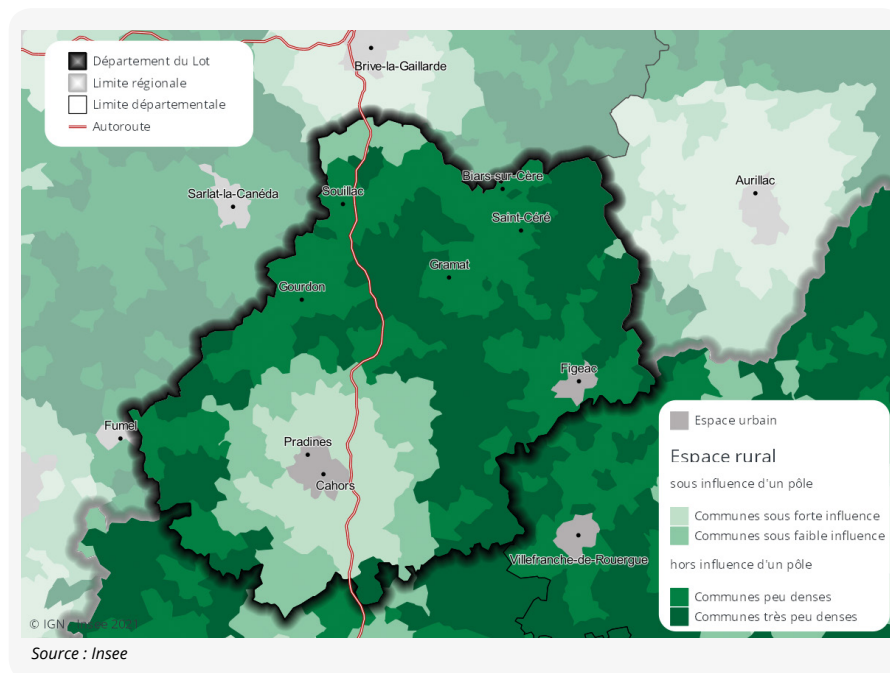 Département du Lot
Limite régionale
Limite départementale
Autoroute
Brive-la-Gaillarde
Sarlat-la-Canéda
Souillac
Biars-sur-Cère
Aurillac
Saint-Céré
Gramat
Gourdon
Figeac
Fumel
Pradines
Cahors
Villefranche-de-Rouergue
Espace urbain
Espace rural
sous influence d'un pôle
Communes sous forte influence
Communes sous faible influence
hors influence d'un pôle
Communes peu denses
Communes très peu denses
© IGN - Insee
Source : Insee